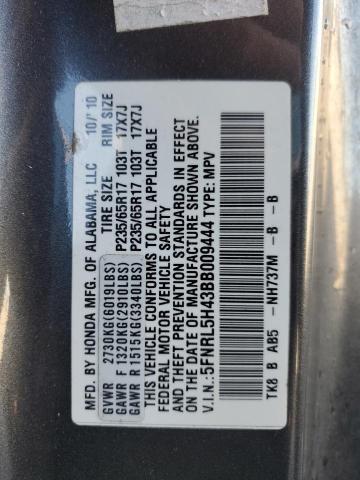 MFD. BY HONDA MFG. OF ALABAMA, LLC 10/'10
TIRE SIZE RIM SIZE
GVWR 2730KG(6019LBS)
GAWR F 1320KG(2910LBS) P235/65R17 103T 17X7J
GAWR R 1515KG(3340LBS) P235/65R17 103T 17X7J
THIS VEHICLE CONFORMS TO ALL APPLICABLE
FEDERAL MOTOR VEHICLE SAFETY AND
THEFT PREVENTION STANDARDS IN EFFECT
ON THE DATE OF MANUFACTURE SHOWN ABOVE.
V.I.N.: 5FNRL5H43BB009444 TYPE: MPV
TK8 B AB5 - NH737M - B - B